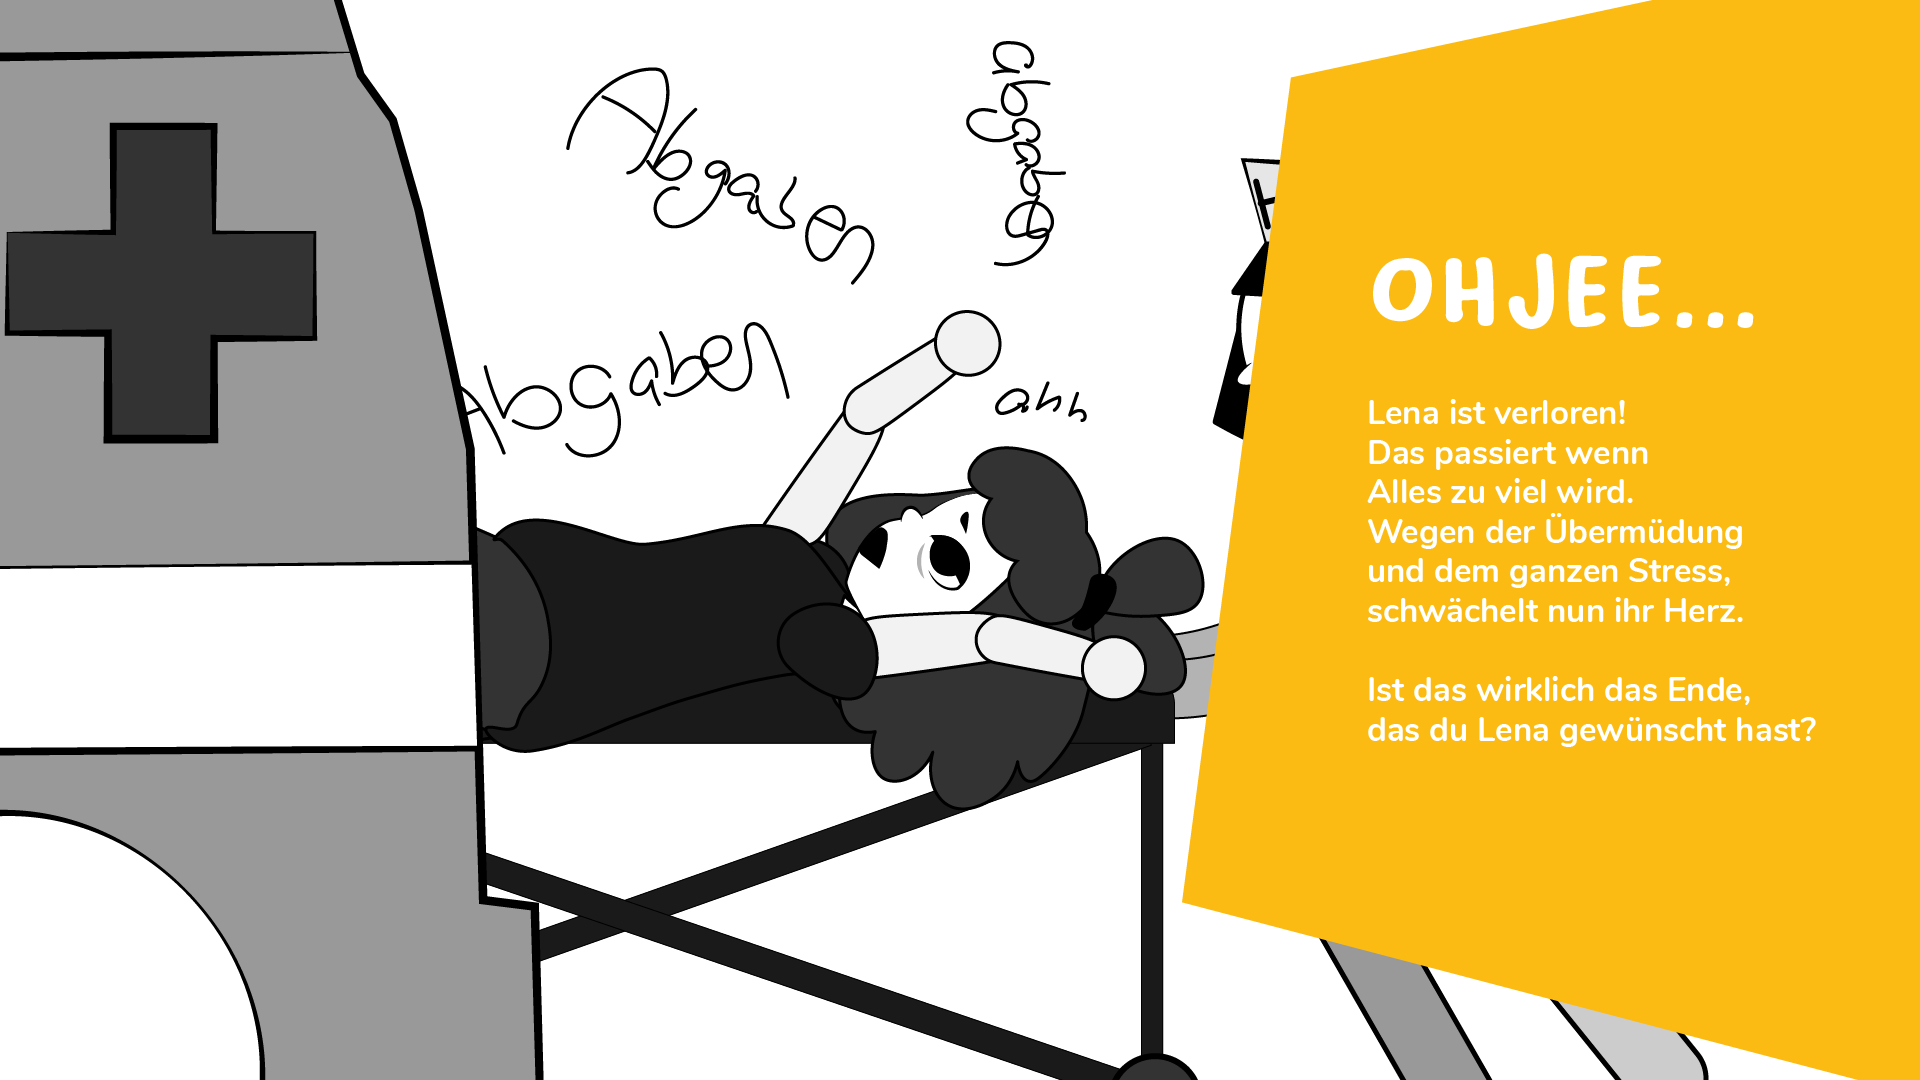 Abgaben
abgaben
Abgaben
ahh
OHJEE...
Lena ist verloren!
Das passiert wenn
Alles zu viel wird.
Wegen der Übermüdung
und dem ganzen Stress,
schwächelt nun ihr Herz.
Ist das wirklich das Ende,
das du Lena gewünscht hast?